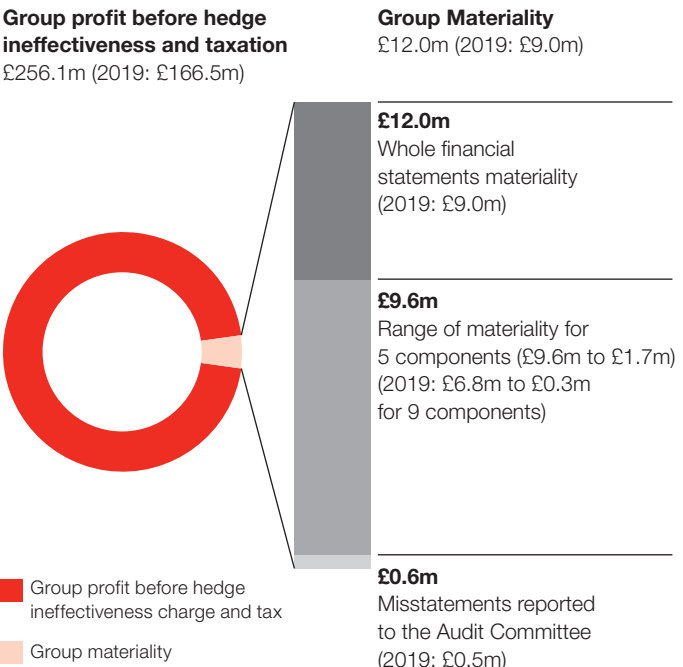 Group profit before hedge
ineffectiveness and taxation
£256.1m (2019: £166.5m)
Group Materiality
£12.0m (2019: £9.0m)
£12.0m
Whole financial
statements materiality
(2019: £9.0m)
£9.6m
Range of materiality for
5 components (£9.6m to £1.7m)
(2019: £6.8m to £0.3m
for 9 components)
£0.6m
Misstatements reported
to the Audit Committee
(2019: £0.5m)
Group profit before hedge
ineffectiveness charge and tax
Group materiality